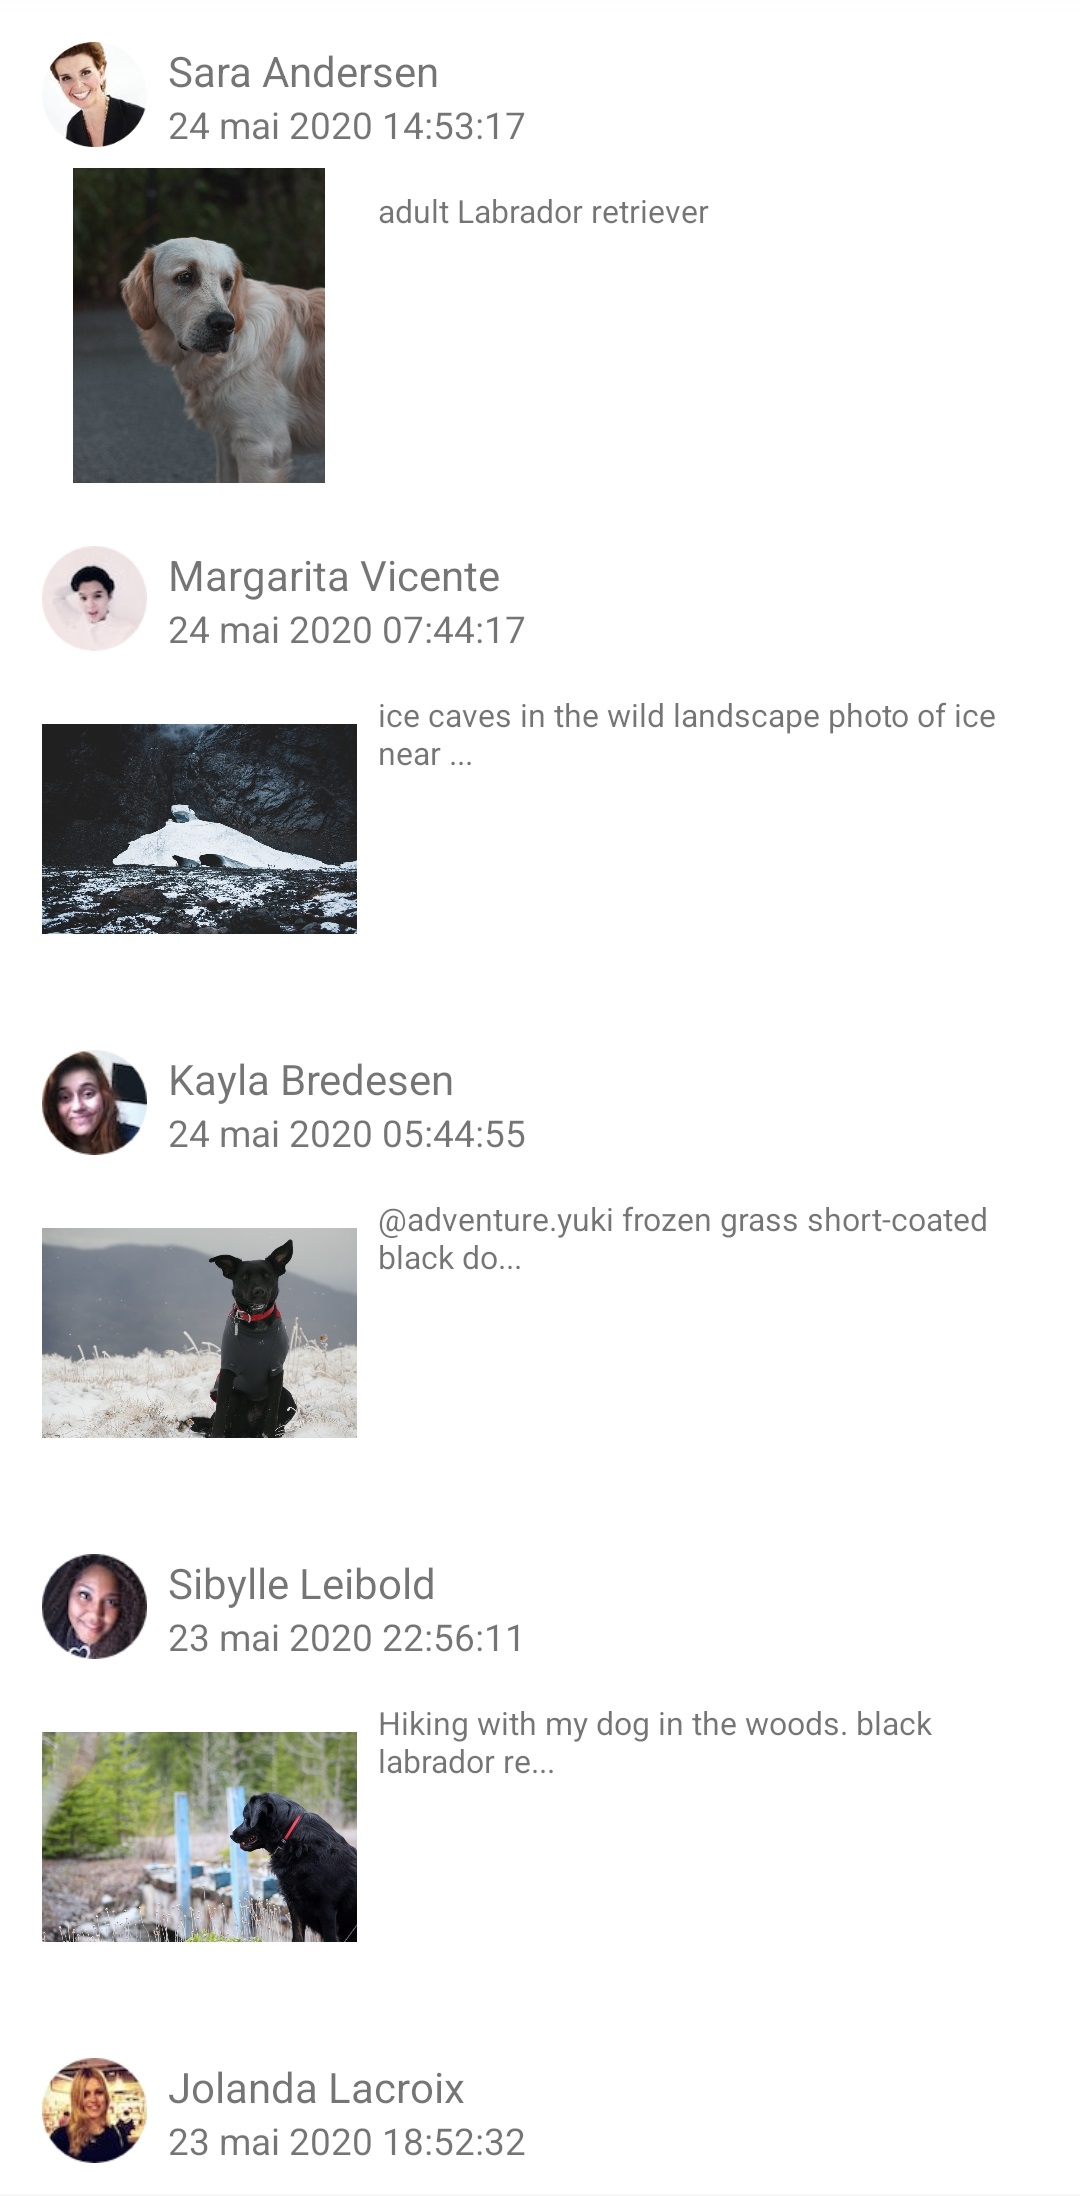 Sara Andersen
24 mai 2020 14:53:17
adult Labrador retriever
Margarita Vicente
24 mai 2020 07:44:17
ice caves in the wild landscape photo of ice
near ...
Kayla Bredesen
24 mai 2020 05:44:55
@adventure.yuki frozen grass short-coated
black do...
Sibylle Leibold
23 mai 2020 22:56:11
Hiking with my dog in the woods. black
labrador re...
Jolanda Lacroix
23 mai 2020 18:52:32